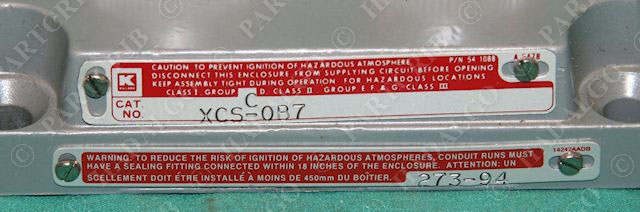 CAUTION: TO PREVENT IGNITION OF HAZARDOUS ATMOSPHERE P/N 54 1088
DISCONNECT THIS ENCLOSURE FROM SUPPLYING CIRCUIT BEFORE OPENING
KEEP ASSEMBLY TIGHT DURING OPERATION FOR HAZARDOUS LOCATIONS
CLASS I GROUP D. CLASS II GROUP E F & G CLASS III
K
KILLARK
C
CAT. NO. XCS-0B7
WARNING: TO REDUCE THE RISK OF IGNITION OF HAZARDOUS ATMOSPHERES, CONDUIT RUNS MUST
HAVE A SEALING FITTING CONNECTED WITHIN 18 INCHES OF THE ENCLOSURE. ATTENTION: UN
SCELLEMENT DOIT ÊTRE INSTALLÉ A MOINS DE 450mm DU BOÎTIER.
14242AADB
273-94